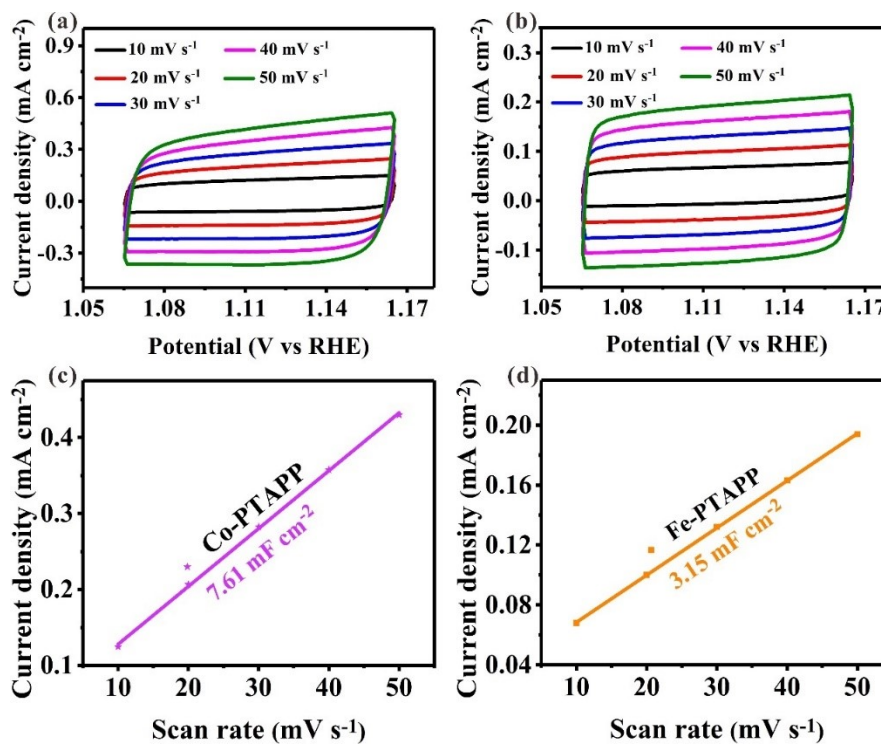 (a)
Current density (mA cm⁻²)
0.9
0.6
0.3
0.0
-0.3
10 mV s⁻¹
20 mV s⁻¹
30 mV s⁻¹
40 mV s⁻¹
50 mV s⁻¹
1.05 1.08 1.11 1.14 1.17
Potential (V vs RHE)
(b)
Current density (mA cm⁻²)
0.3
0.2
0.1
0.0
-0.1
10 mV s⁻¹
20 mV s⁻¹
30 mV s⁻¹
40 mV s⁻¹
50 mV s⁻¹
1.05 1.08 1.11 1.14 1.17
Potential (V vs RHE)
(c)
Current density (mA cm⁻²)
0.4
0.3
0.2
0.1
Co-PTAPP
7.61 mF cm⁻²
10 20 30 40 50
Scan rate (mV s⁻¹)
(d)
Current density (mA cm⁻²)
0.20
0.16
0.12
0.08
0.04
Fe-PTAPP
3.15 mF cm⁻²
10 20 30 40 50
Scan rate (mV s⁻¹)